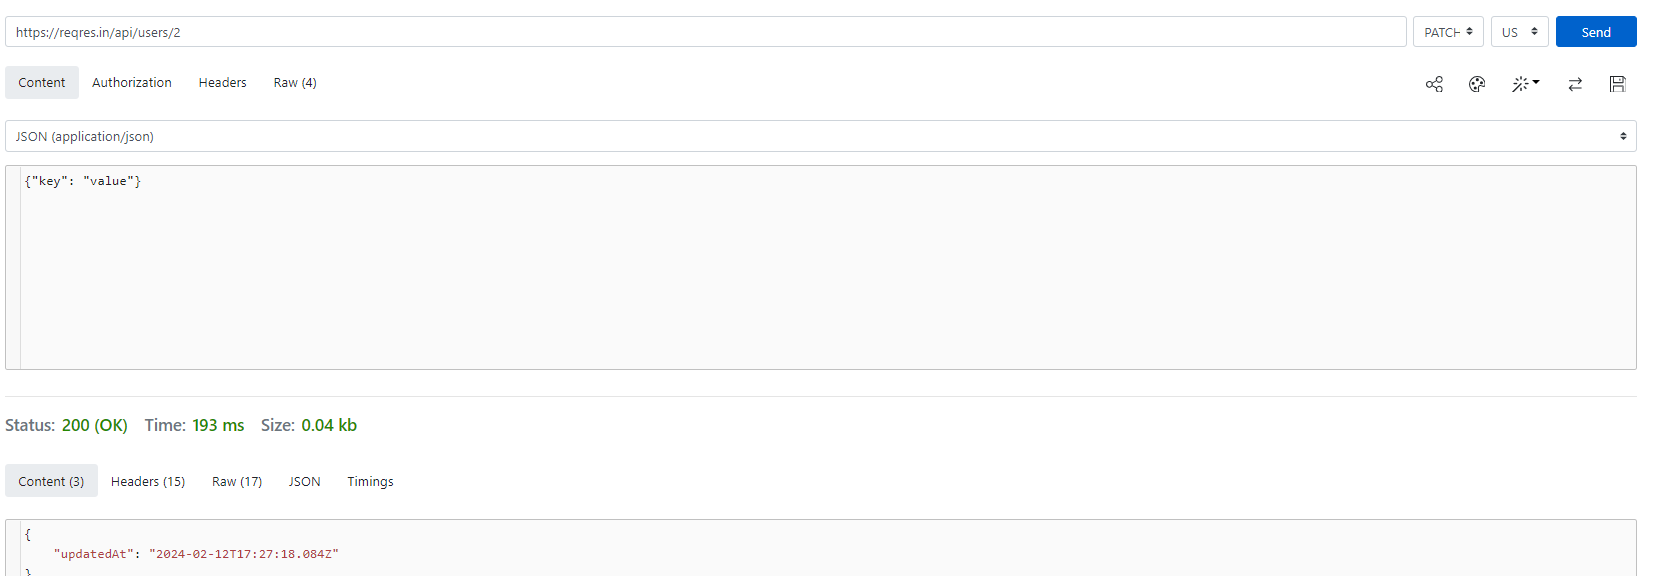 https://reqres.in/api/users/2 PATCH US Send
Content Authorization Headers Raw (4)
JSON (application/json)
{"key": "value"}
Status: 200 (OK) Time: 193 ms Size: 0.04 kb
Content (3) Headers (15) Raw (17) JSON Timings
{
"updatedAt": "2024-02-12T17:27:18.084Z"
}